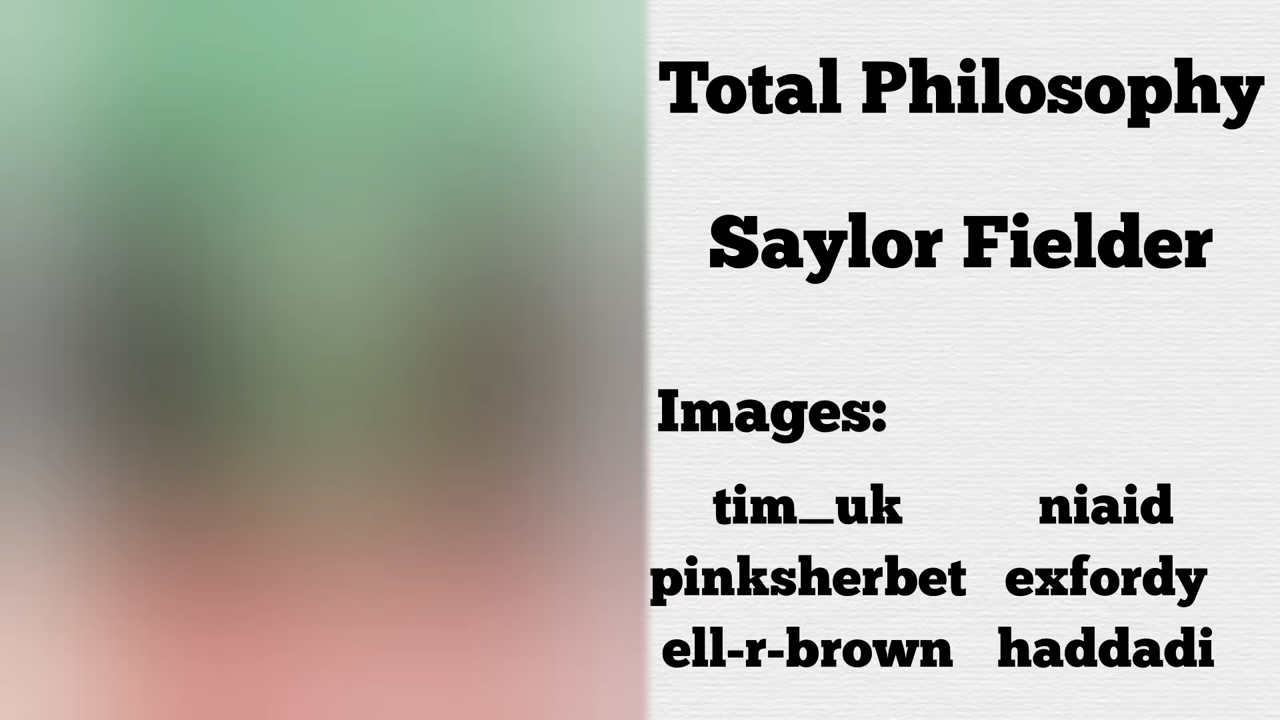 Total Philosophy
Saylor Fielder
Images:
tim_uk niaid
pinksherbet exfordy
ell-r-brown haddadi